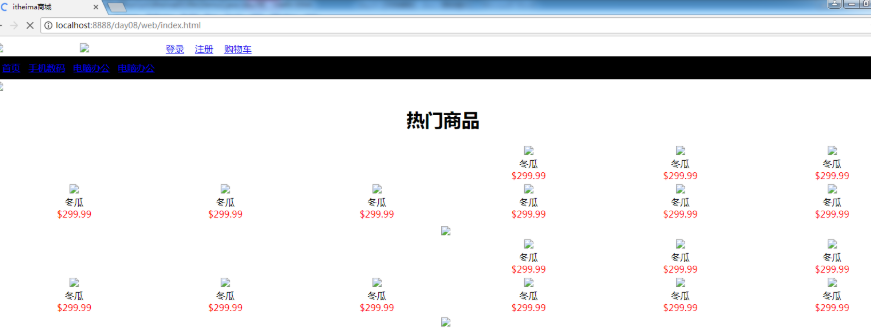 itheima商城
localhost:8888/day08/web/index.html
登录 注册 购物车
首页 手机数码 电脑办公 电脑办公
热门商品
冬瓜 冬瓜 冬瓜
$299.99 $299.99 $299.99
冬瓜 冬瓜 冬瓜 冬瓜 冬瓜 冬瓜
$299.99 $299.99 $299.99 $299.99 $299.99 $299.99
冬瓜 冬瓜 冬瓜
$299.99 $299.99 $299.99
冬瓜 冬瓜 冬瓜 冬瓜 冬瓜 冬瓜
$299.99 $299.99 $299.99 $299.99 $299.99 $299.99